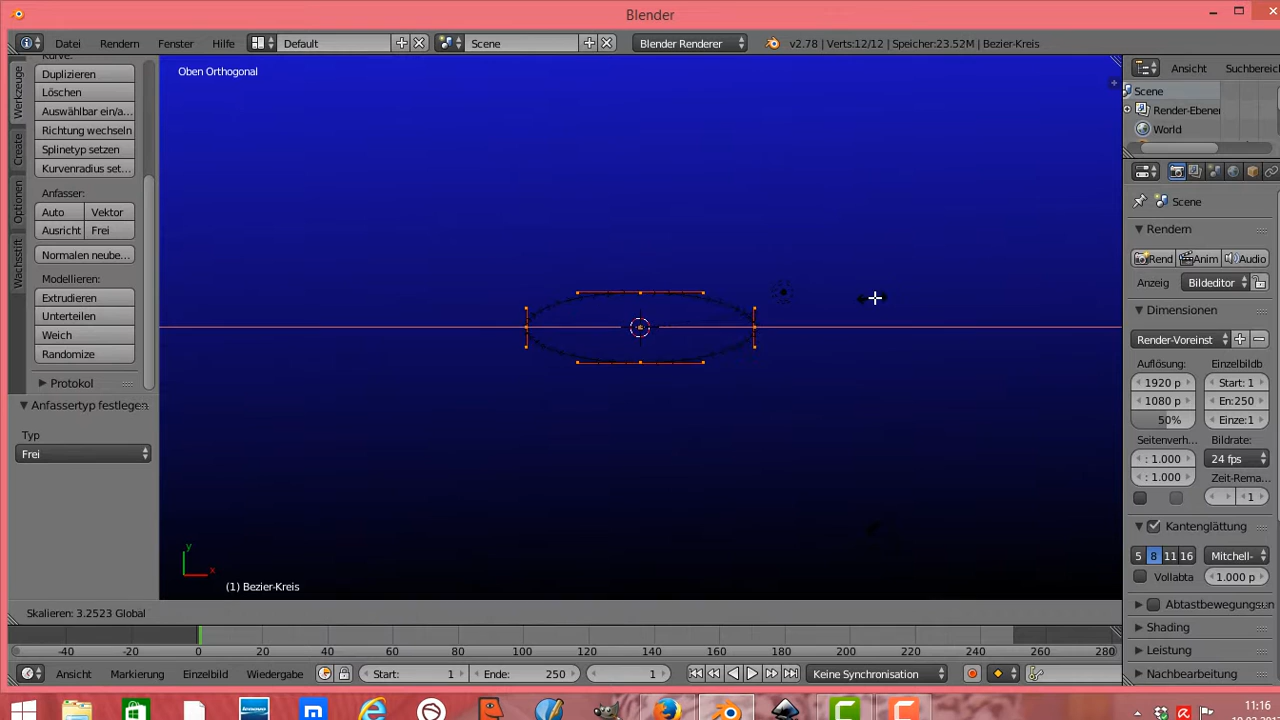 Blender
Datei Rendern Fenster Hilfe Default Scene Blender Renderer v2.78 | Verts:12/12 | Speicher:23.52M | Bezier-Kreis
Ansicht Suchbereich
Kurve:
Duplizieren
Löschen
Auswählbar ein/a...
Richtung wechseln
Splinetyp setzen
Kurvenradius set...
Anfasser:
Auto Vektor
Ausricht Frei
Normalen neube...
Modellieren:
Extrudieren
Unterteilen
Weich
Randomize
Protokol
Anfassertyp festlegen
Typ
Frei
Werkzeuge
Create
Optionen
Wachsstift
Oben Orthogonal
y
x
(1) Bezier-Kreis
Skalieren: 3.2523 Global
Scene
Render-Ebenen
World
Scene
Rendern
Rend Anim Audio
Anzeig Bildeditor
Dimensionen
Render-Voreinst
Auflösung: Einzelbild
1920 p Start: 1
1080 p En:250
50% Einze:1
Seitenverh... Bildrate:
: 1.000 24 fps
: 1.000 Zeit-Rema...
1
Kantenglättung
5 8 11 16 Mitchell-
Vollabta 1.000 p
Abtastbewegungsun
Shading
Leistung
Nachbearbeitung
-40 -20 0 20 40 60 80 100 120 140 160 180 200 220 240 260 280
Ansicht Markierung Einzelbild Wiedergabe Start: 1 Ende: 250 1 Keine Synchronisation
lenovo
11:16